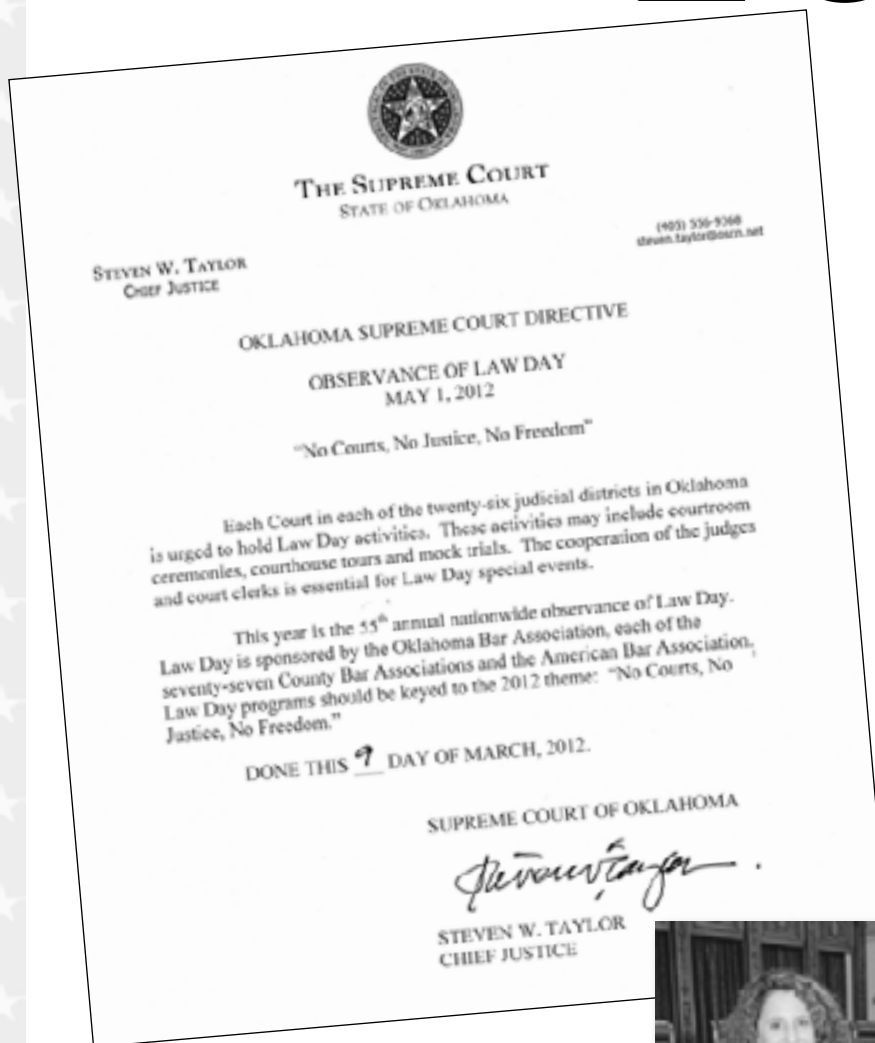 THE SUPREME COURT
STATE OF OKLAHOMA
steven.taylor@oscn.net
STEVEN W. TAYLOR
CHIEF JUSTICE
OKLAHOMA SUPREME COURT DIRECTIVE
OBSERVANCE OF LAW DAY
MAY 1, 2012
"No Courts, No Justice, No Freedom"
Each Court in each of the twenty-six judicial districts in Oklahoma
is urged to hold Law Day activities. These activities may include courtroom
ceremonies, courthouse tours and mock trials. The cooperation of the judges
and court clerks is essential for Law Day special events.
This year is the 55th annual nationwide observance of Law Day.
Law Day is sponsored by the Oklahoma Bar Association, each of the
seventy-seven County Bar Associations and the American Bar Association.
Law Day programs should be keyed to the 2012 theme: "No Courts, No
Justice, No Freedom."
DONE THIS 9 DAY OF MARCH, 2012.
SUPREME COURT OF OKLAHOMA
STEVEN W. TAYLOR
CHIEF JUSTICE